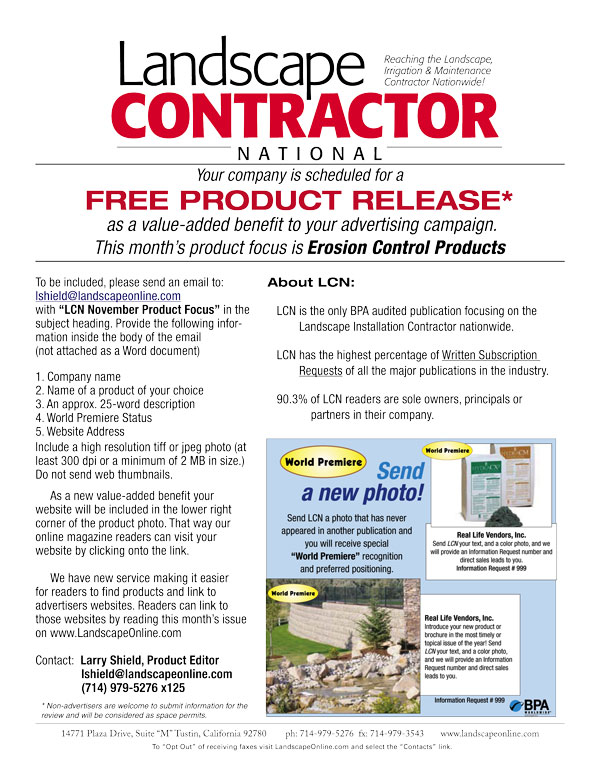 Landscape
Reaching the Landscape,
Irrigation & Maintenance
Contractor Nationwide!
CONTRACTOR
NATIONAL
Your company is scheduled for a
FREE PRODUCT RELEASE*
as a value-added benefit to your advertising campaign.
This month's product focus is Erosion Control Products
To be included, please send an email to:
lshield@landscapeonline.com
with "LCN November Product Focus" in the
subject heading. Provide the following infor-
mation inside the body of the email
(not attached as a Word document)
1. Company name
2. Name of a product of your choice
3. An approx. 25-word description
4. World Premiere Status
5. Website Address
Include a high resolution tiff or jpeg photo (at
least 300 dpi or a minimum of 2 MB in size.)
Do not send web thumbnails.
As a new value-added benefit your
website will be included in the lower right
corner of the product photo. That way our
online magazine readers can visit your
website by clicking onto the link.
We have new service making it easier
for readers to find products and link to
advertisers websites. Readers can link to
those websites by reading this month's issue
on www.LandscapeOnline.com
Contact: Larry Shield, Product Editor
lshield@landscapeonline.com
(714) 979-5276 x125
* Non-advertisers are welcome to submit information for the
review and will be considered as space permits.
About LCN:
LCN is the only BPA audited publication focusing on the
Landscape Installation Contractor nationwide.
LCN has the highest percentage of Written Subscription
Requests of all the major publications in the industry.
90.3% of LCN readers are sole owners, principals or
partners in their company.
World Premiere
Send
a new photo!
Send LCN a photo that has never
appeared in another publication and
you will receive special
"World Premiere" recognition
and preferred positioning.
World Premiere
Real Life Vendors, Inc.
Send LCN your text, and a color photo, and we
will provide an Information Request number and
direct sales leads to you.
Information Request # 999
World Premiere
Real Life Vendors, Inc.
Introduce your new product or
brochure in the most timely or
topical issue of the year! Send
LCN your text, and a color photo,
and we will provide an Information
Request number and direct sales
leads to you.
Information Request # 999
BPA
WORLDWIDE
14771 Plaza Drive, Suite "M" Tustin, California 92780 ph: 714-979-5276 fx: 714-979-3543 www.landscapeonline.com
To "Opt Out" of receiving faxes visit LandscapeOnline.com and select the "Contacts" link.